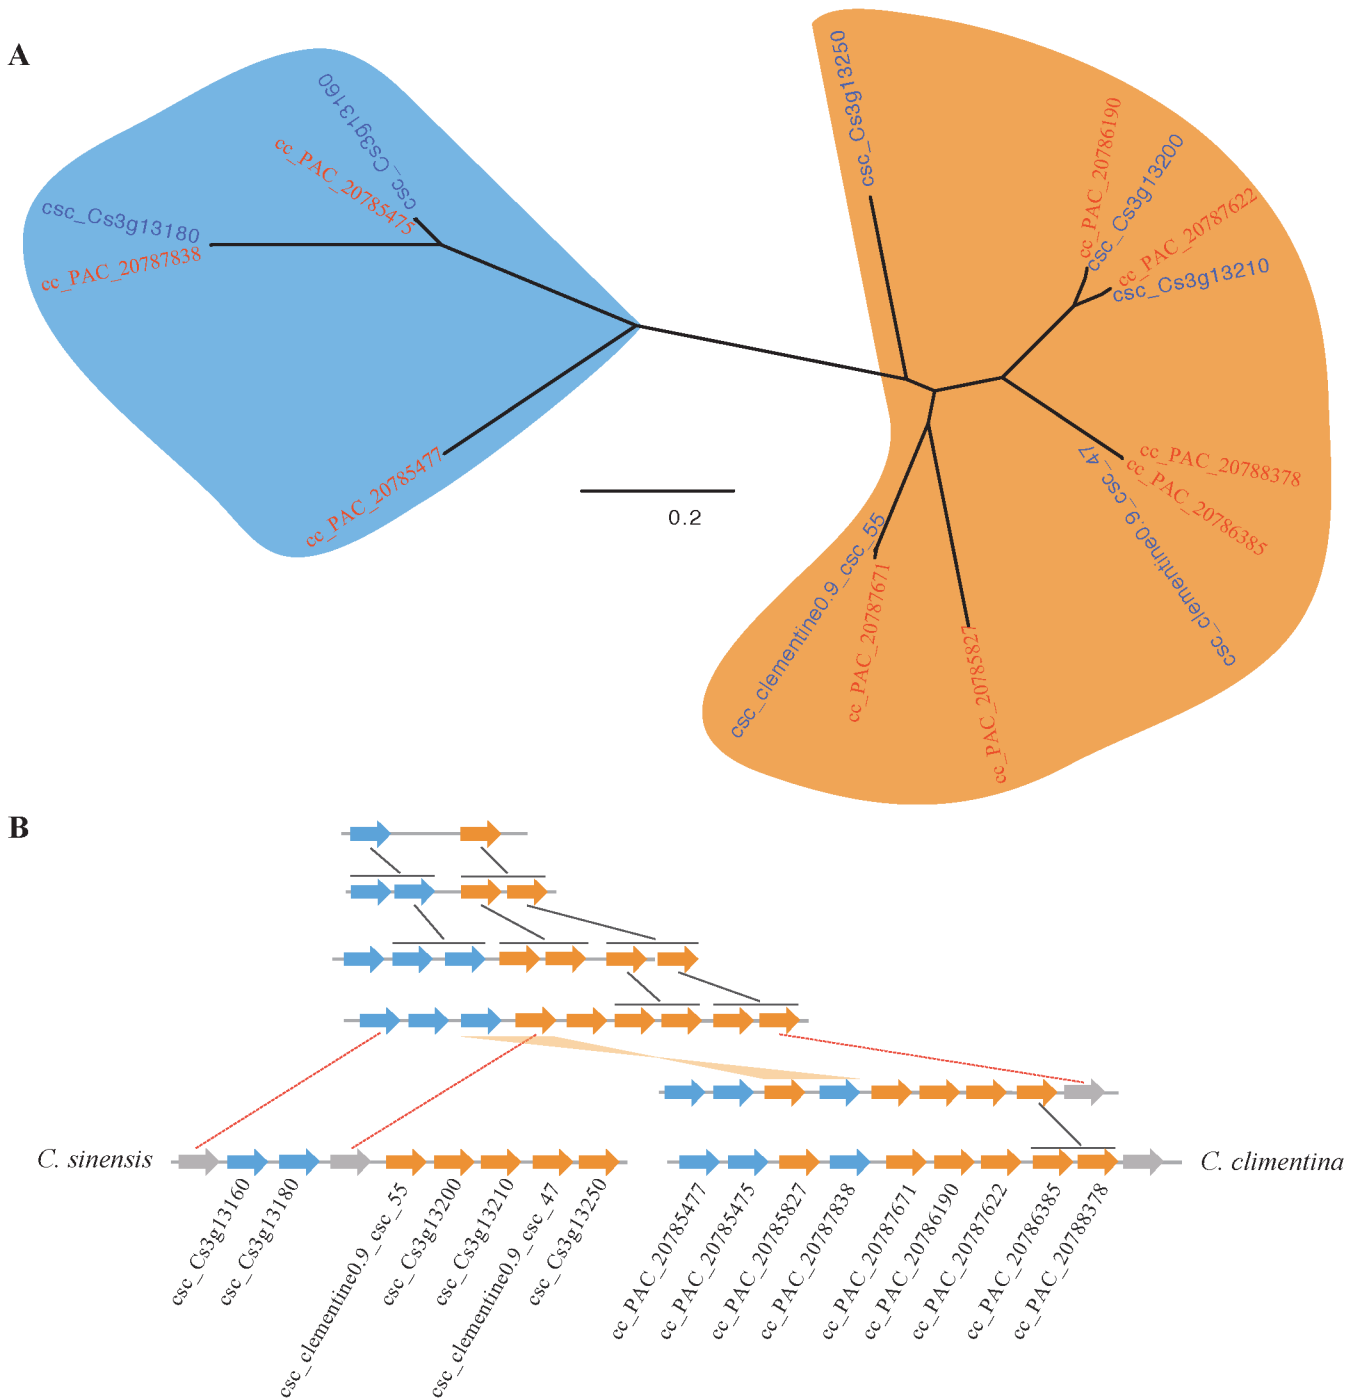 A
csc_Cs3g13160
cc_PAC_20785475
csc_Cs3g13180
cc_PAC_20787838
cc_PAC_20785477
csc_Cs3g13250
cc_PAC_20786190
csc_Cs3g13200
cc_PAC_20787622
csc_Cs3g13210
cc_PAC_20788378
cc_PAC_20786385
csc_clementine0.9_csc_47
csc_clementine0.9_csc_55
cc_PAC_20787671
cc_PAC_20785827
0.2
B
C. sinensis
C. climentina
csc_Cs3g13160
csc_Cs3g13180
csc_clementine0.9_csc_55
csc_Cs3g13200
csc_Cs3g13210
csc_clementine0.9_csc_47
csc_Cs3g13250
cc_PAC_20785477
cc_PAC_20785475
cc_PAC_20785827
cc_PAC_20787838
cc_PAC_20787671
cc_PAC_20786190
cc_PAC_20787622
cc_PAC_20786385
cc_PAC_20788378